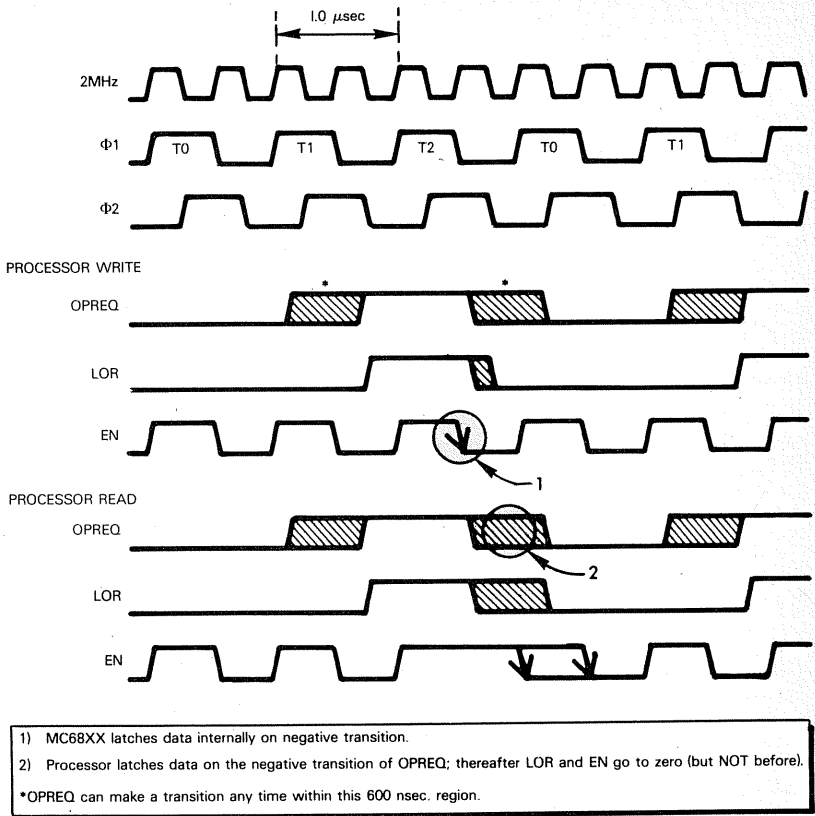 1.0 μsec
2MHz
Φ1
T0 T1 T2 T0 T1
Φ2
PROCESSOR WRITE
* *
OPREQ
LOR
EN
1
PROCESSOR READ
OPREQ
2
LOR
EN
1) MC68XX latches data internally on negative transition.
2) Processor latches data on the negative transition of OPREQ; thereafter LOR and EN go to zero (but NOT before).
*OPREQ can make a transition any time within this 600 nsec. region.